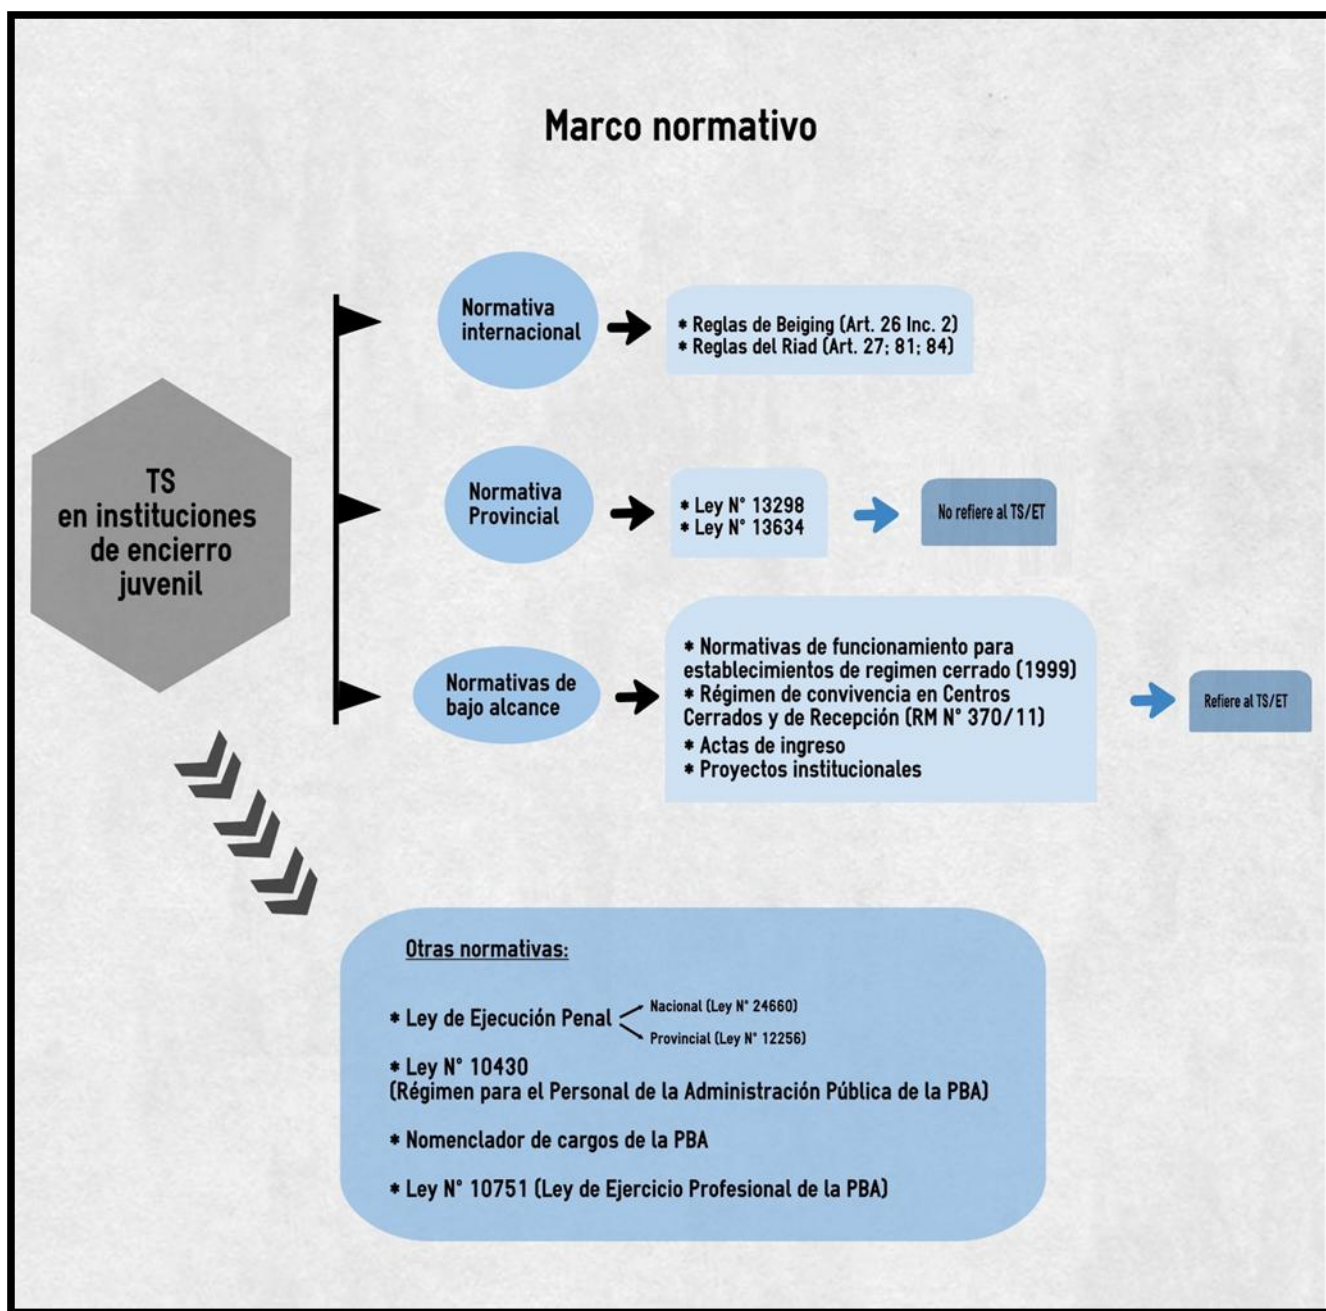 Marco normativo
TS
en instituciones
de encierro
juvenil
Normativa
internacional
* Reglas de Beiging (Art. 26 Inc. 2)
* Reglas del Riad (Art. 27; 81; 84)
Normativa
Provincial
* Ley N° 13298
* Ley N° 13634
No refiere al TS/ET
Normativas de
bajo alcance
* Normativas de funcionamiento para
establecimientos de regimen cerrado (1999)
* Régimen de convivencia en Centros
Cerrados y de Recepción (RM N° 370/11)
* Actas de ingreso
* Proyectos institucionales
Refiere al TS/ET
Otras normativas:
* Ley de Ejecución Penal
Nacional (Ley N° 24660)
Provincial (Ley N° 12256)
* Ley N° 10430
(Régimen para el Personal de la Administración Pública de la PBA)
* Nomenclador de cargos de la PBA
* Ley N° 10751 (Ley de Ejercicio Profesional de la PBA)